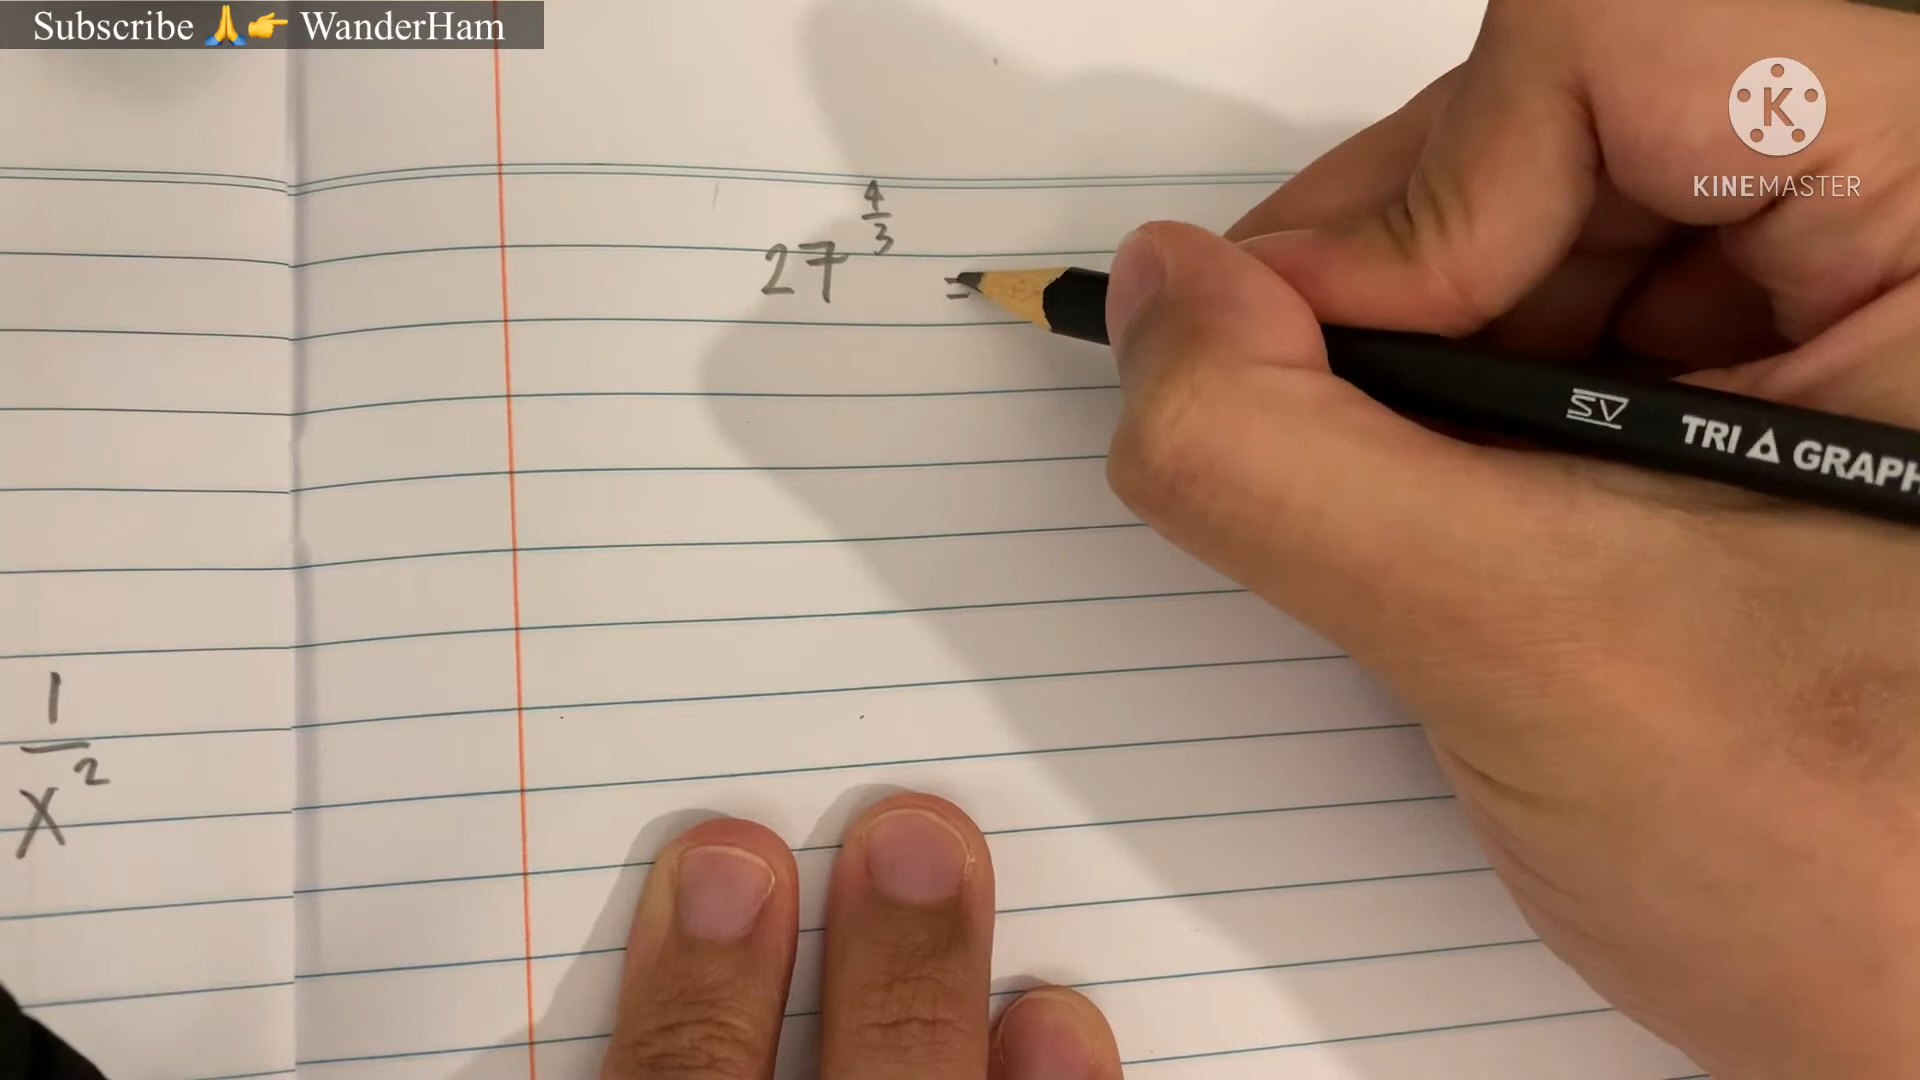 Subscribe 🙏👉 WanderHam
K
KINEMASTER
4
3
27 =
SV TRI GRAPH
1
2
X